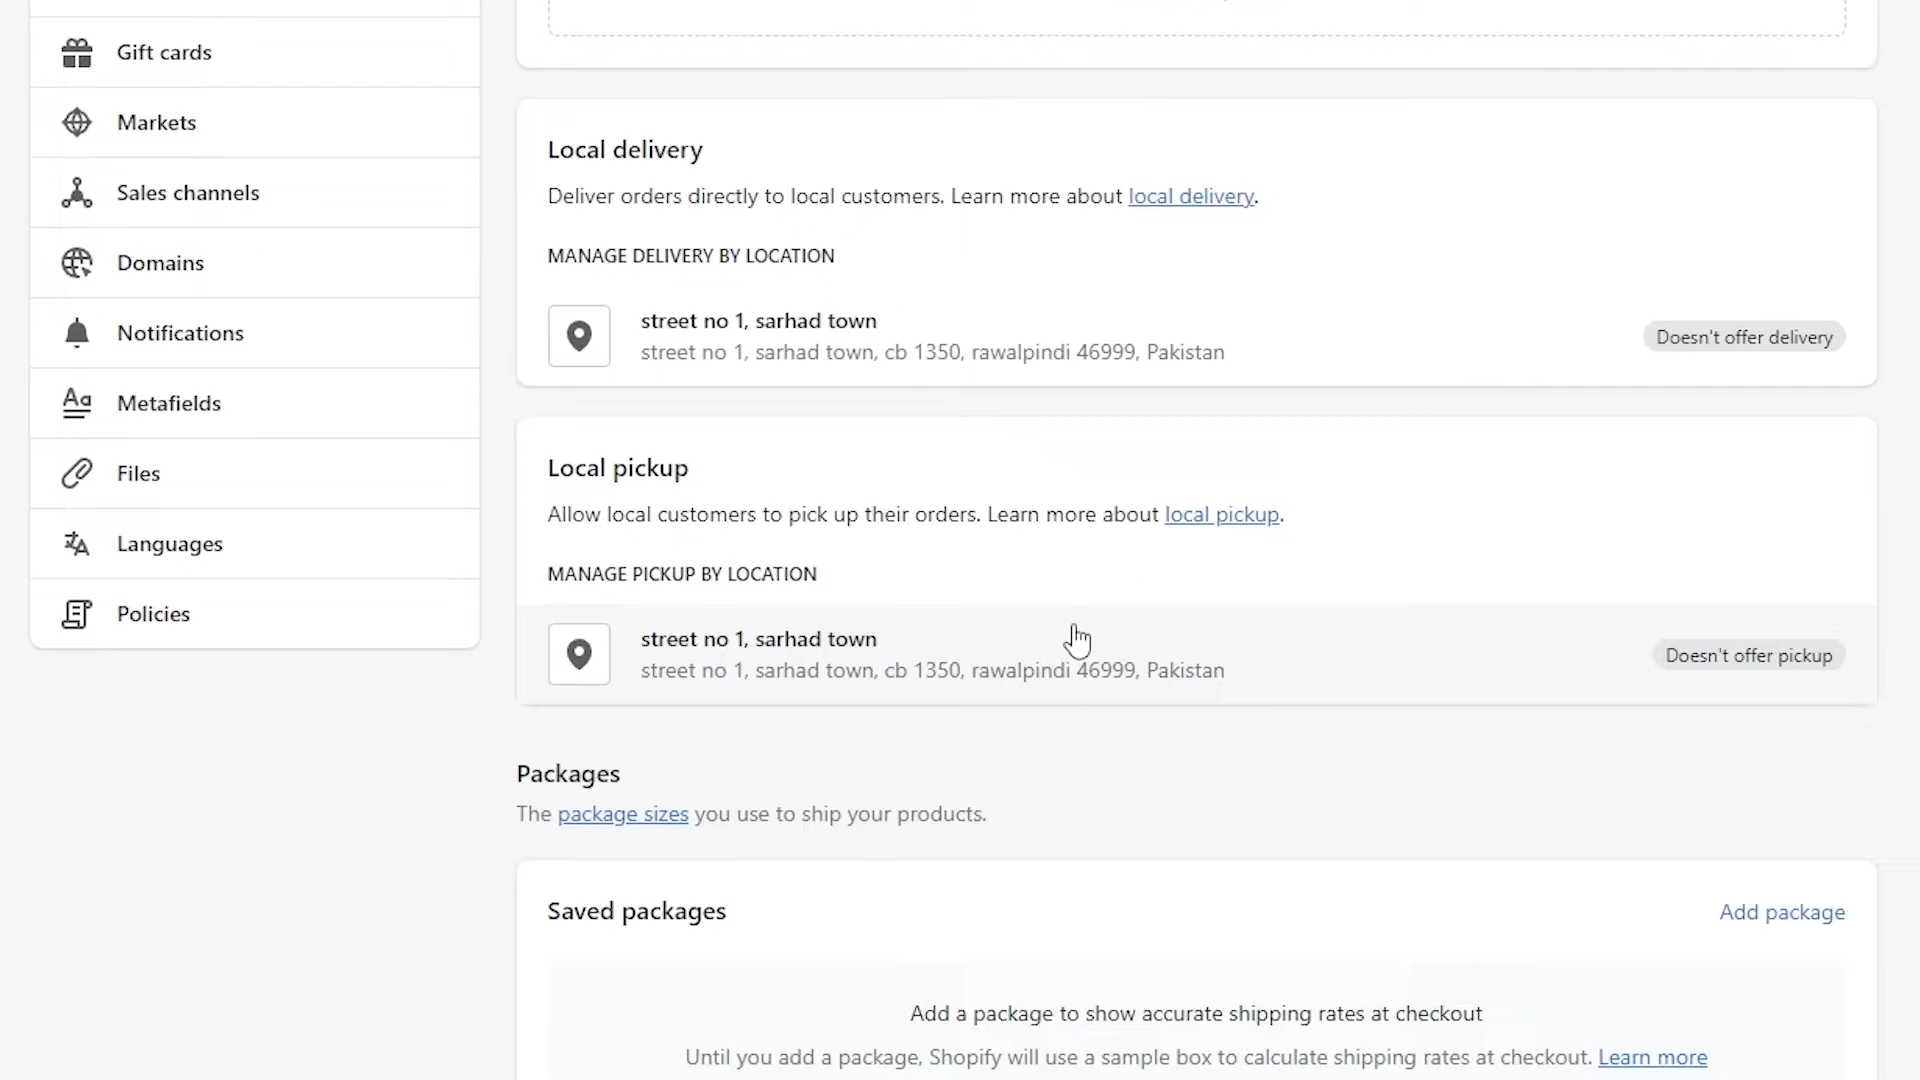 Gift cards
Markets
Sales channels
Domains
Notifications
Metafields
Files
Languages
Policies
Local delivery
Deliver orders directly to local customers. Learn more about local delivery.
MANAGE DELIVERY BY LOCATION
street no 1, sarhad town
street no 1, sarhad town, cb 1350, rawalpindi 46999, Pakistan
Doesn't offer delivery
Local pickup
Allow local customers to pick up their orders. Learn more about local pickup.
MANAGE PICKUP BY LOCATION
street no 1, sarhad town
street no 1, sarhad town, cb 1350, rawalpindi 46999, Pakistan
Doesn't offer pickup
Packages
The package sizes you use to ship your products.
Saved packages
Add package
Add a package to show accurate shipping rates at checkout
Until you add a package, Shopify will use a sample box to calculate shipping rates at checkout. Learn more